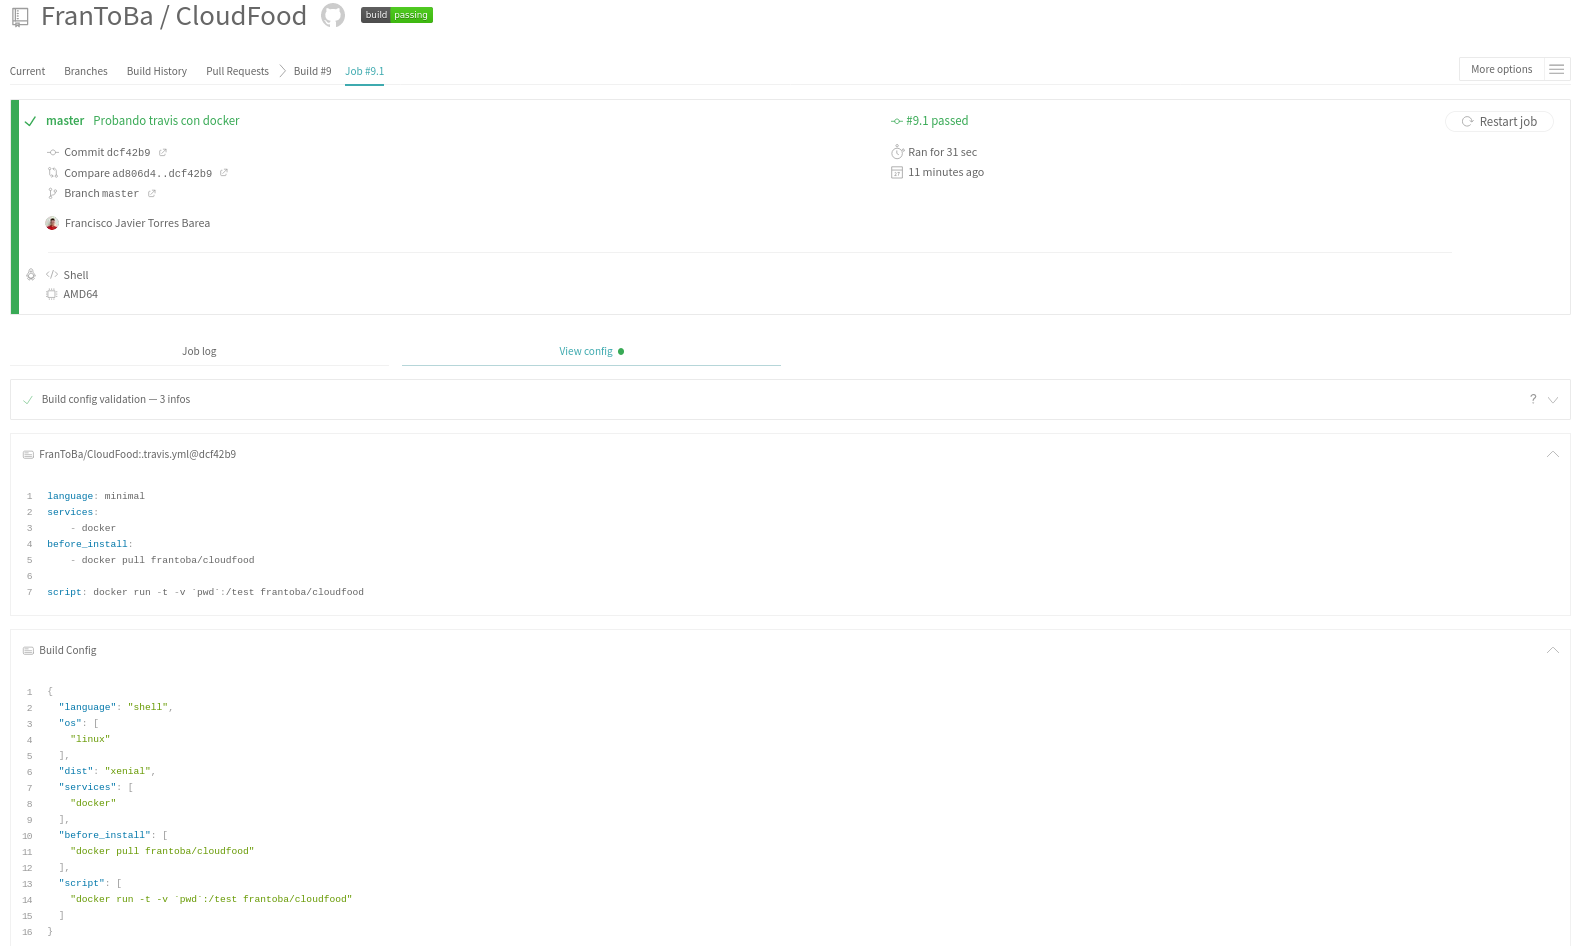 FranToBa / CloudFood
build passing
Current Branches Build History Pull Requests Build #9 Job #9.1
More options
master Probando travis con docker
#9.1 passed
Restart job
Commit dcf42b9
Ran for 31 sec
Compare ad806d4..dcf42b9
11 minutes ago
Branch master
Francisco Javier Torres Barea
</> Shell
AMD64
Job log
View config
Build config validation — 3 infos
?
FranToBa/CloudFood:.travis.yml@dcf42b9
1 language: minimal
2 services:
3     - docker
4 before_install:
5     - docker pull frantoba/cloudfood
6
7 script: docker run -t -v `pwd`:/test frantoba/cloudfood
Build Config
1 {
2   "language": "shell",
3   "os": [
4     "linux"
5   ],
6   "dist": "xenial",
7   "services": [
8     "docker"
9   ],
10   "before_install": [
11     "docker pull frantoba/cloudfood"
12   ],
13   "script": [
14     "docker run -t -v `pwd`:/test frantoba/cloudfood"
15   ]
16 }